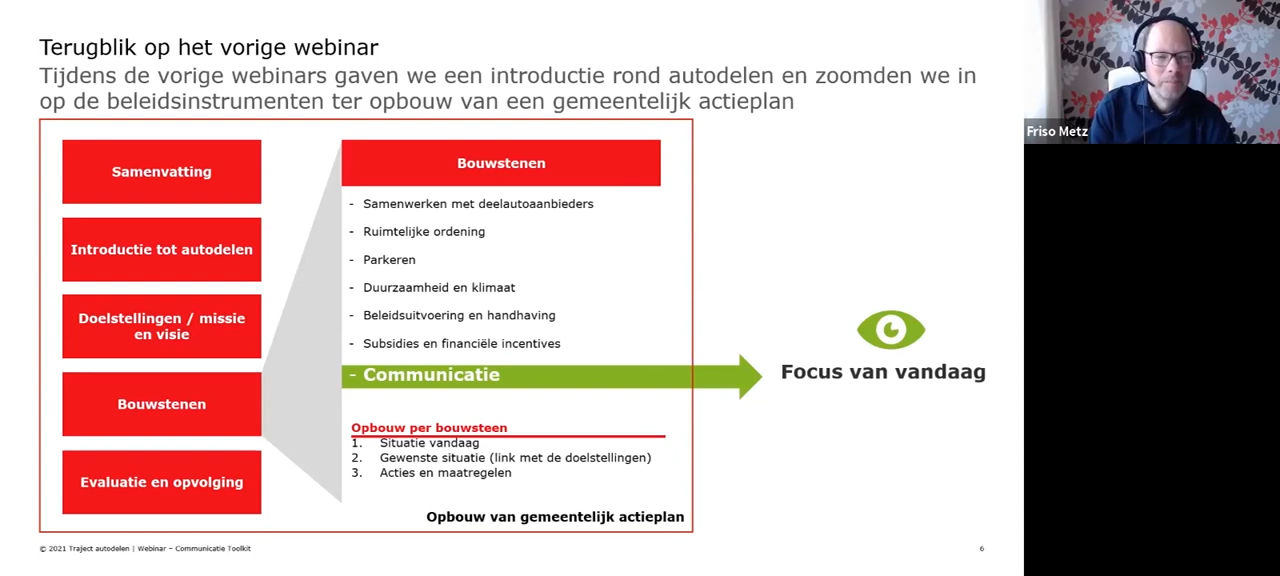 Terugblik op het vorige webinar
Tijdens de vorige webinars gaven we een introductie rond autodelen en zoomden we in
op de beleidsinstrumenten ter opbouw van een gemeentelijk actieplan
Samenvatting
Introductie tot autodelen
Doelstellingen / missie
en visie
Bouwstenen
Evaluatie en opvolging
Bouwstenen
- Samenwerken met deelautoaanbieders
- Ruimtelijke ordening
- Parkeren
- Duurzaamheid en klimaat
- Beleidsuitvoering en handhaving
- Subsidies en financiële incentives
- Communicatie
Opbouw per bouwsteen
1. Situatie vandaag
2. Gewenste situatie (link met de doelstellingen)
3. Acties en maatregelen
Opbouw van gemeentelijk actieplan
Focus van vandaag
© 2021 Traject autodelen | Webinar – Communicatie Toolkit
6
Friso Metz